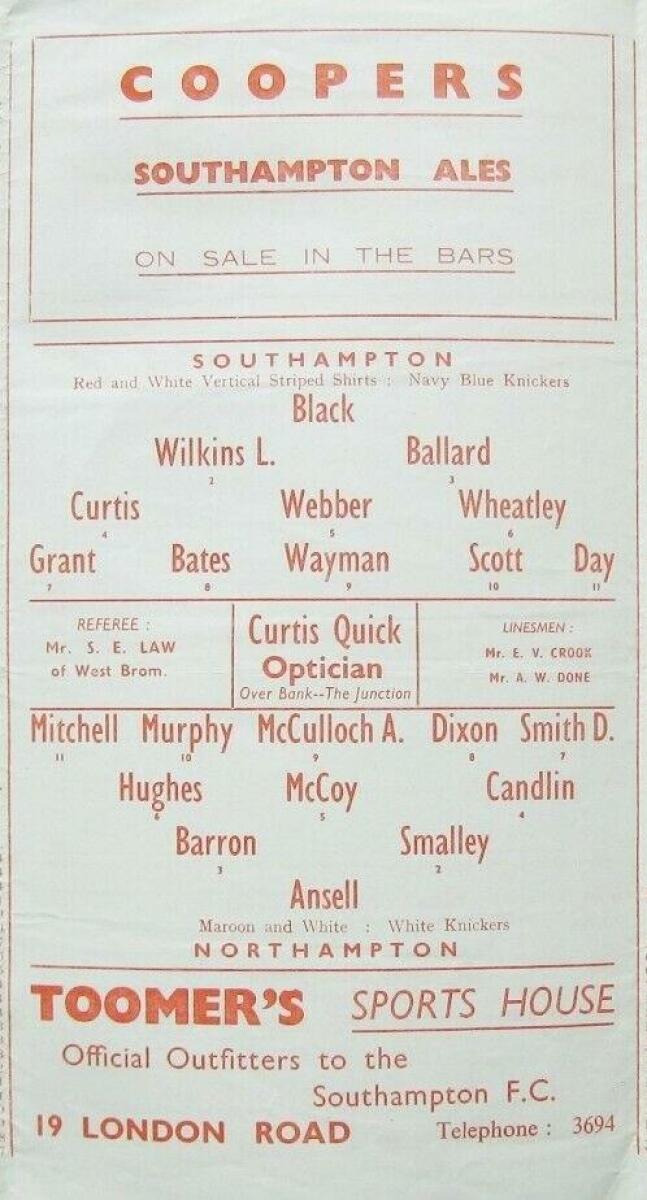 COOPERS
SOUTHAMPTON ALES
ON SALE IN THE BARS
SOUTHAMPTON
Red and White Vertical Striped Shirts : Navy Blue Knickers
Black
Wilkins L. Ballard
2 3
Curtis Webber Wheatley
4 5 6
Grant Bates Wayman Scott Day
7 8 9 10 11
REFEREE :
Mr. S. E. LAW
of West Brom.
Curtis Quick
Optician
Over Bank--The Junction
LINESMEN :
Mr. E. V. CROOK
Mr. A. W. DONE
Mitchell Murphy McCulloch A. Dixon Smith D.
11 10 9 8 7
Hughes McCoy Candlin
6 5 4
Barron Smalley
3 2
Ansell
Maroon and White : White Knickers
NORTHAMPTON
TOOMER'S SPORTS HOUSE
Official Outfitters to the
Southampton F.C.
19 LONDON ROAD Telephone : 3694